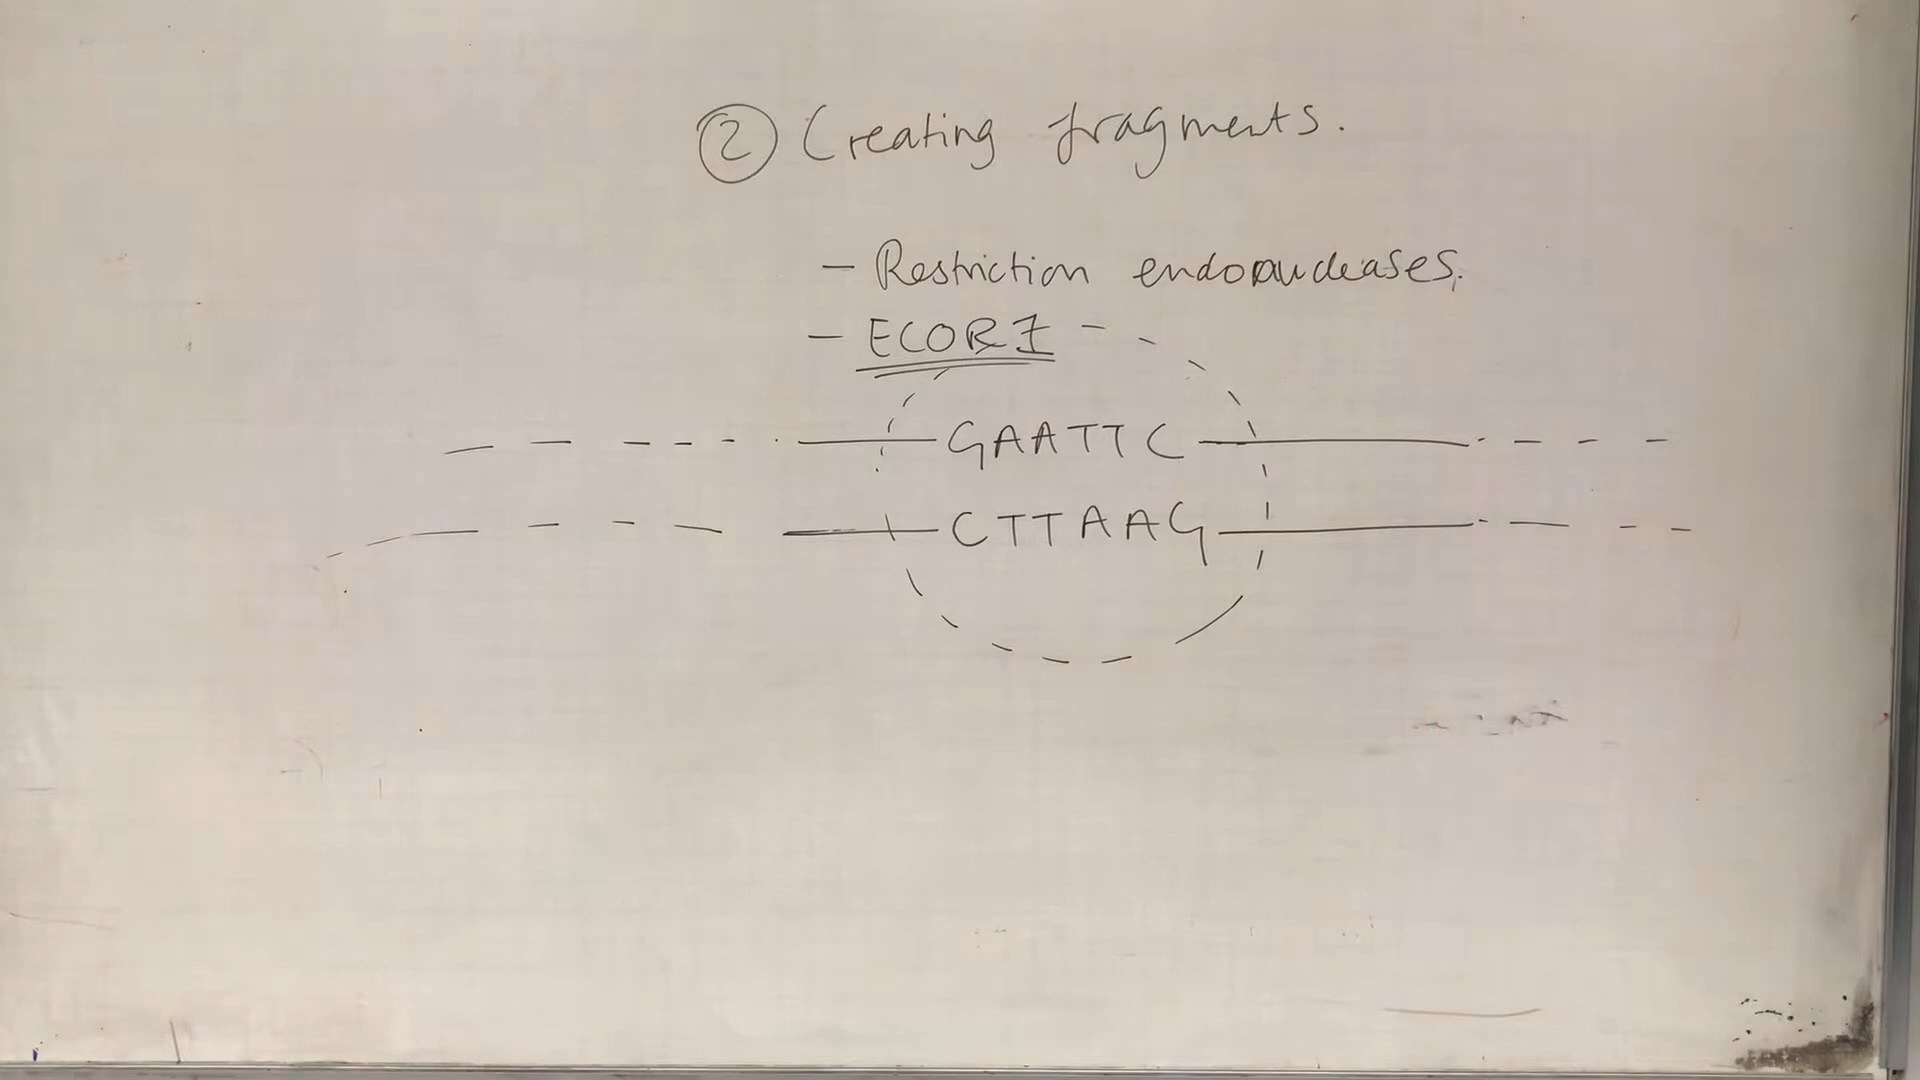 ② Creating fragments.
- Restriction endonucleases.
- ECORI
GAATTC
CTTAAG